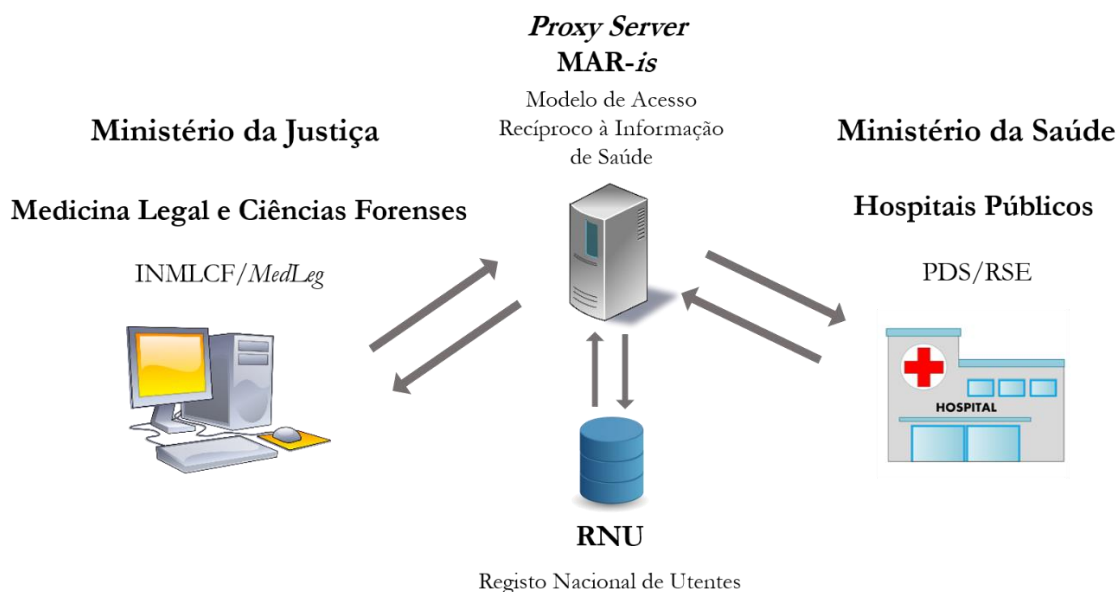 Proxy Server
MAR-is
Modelo de Acesso
Recíproco à Informação
de Saúde
Ministério da Justiça
Medicina Legal e Ciências Forenses
INMLCF/MedLeg
Ministério da Saúde
Hospitais Públicos
PDS/RSE
HOSPITAL
RNU
Registo Nacional de Utentes